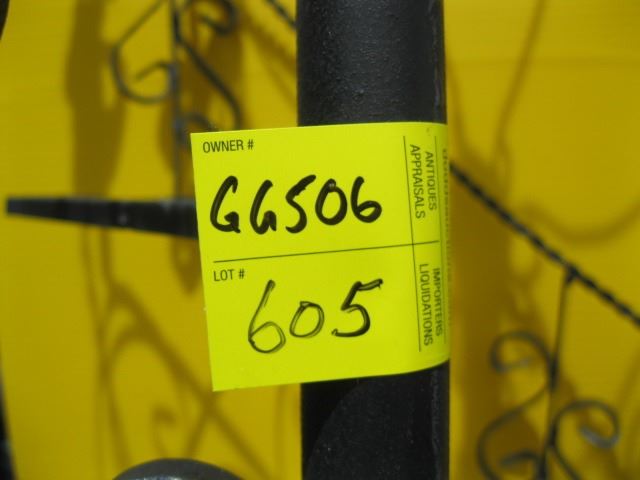 OWNER #
GG506
LOT #
605
ANTIQUES
APPRAISALS
IMPORTERS
LIQUIDATIONS